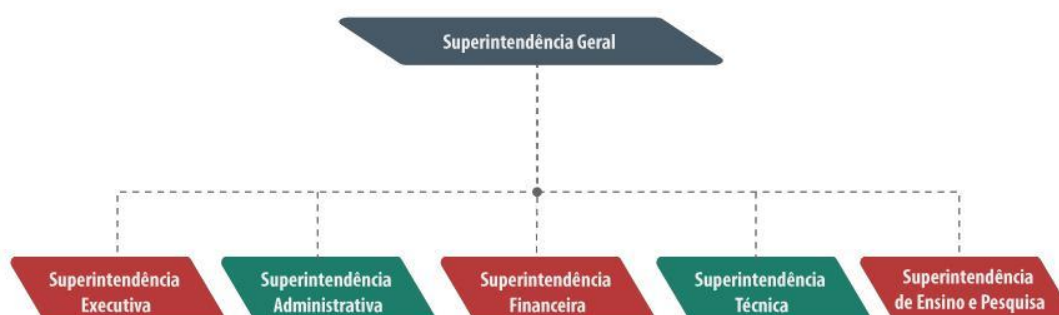 Superintendência Geral
Superintendência
Executiva
Superintendência
Administrativa
Superintendência
Financeira
Superintendência
Técnica
Superintendência
de Ensino e Pesquisa